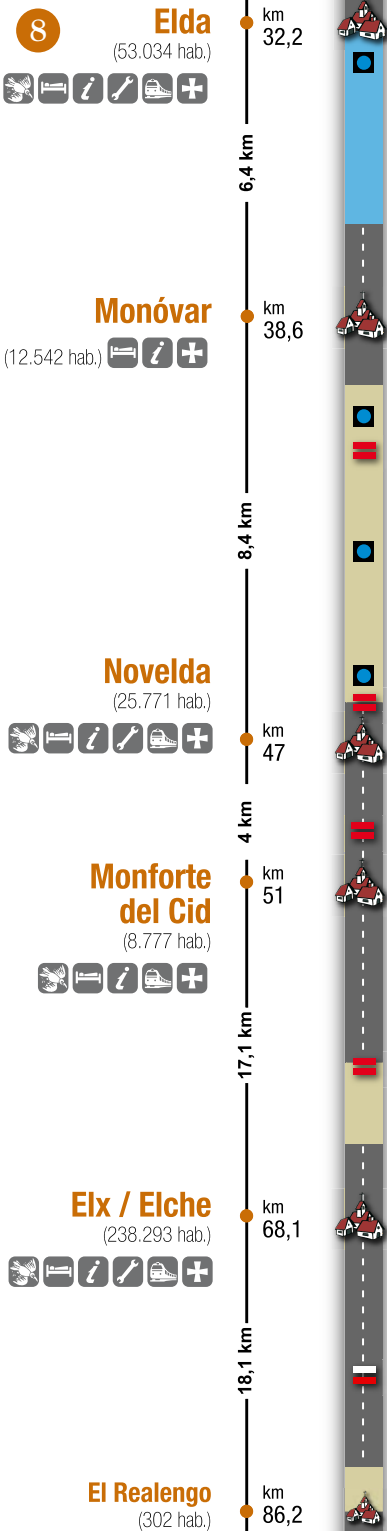 8
Elda
(53.034 hab.)
i
km
32,2
6,4 km
Monóvar
(12.542 hab.)
i
km
38,6
8,4 km
Novelda
(25.771 hab.)
i
km
47
4 km
Monforte
del Cid
(8.777 hab.)
i
km
51
17,1 km
Elx / Elche
(238.293 hab.)
i
km
68,1
18,1 km
El Realengo
(302 hab.)
km
86,2